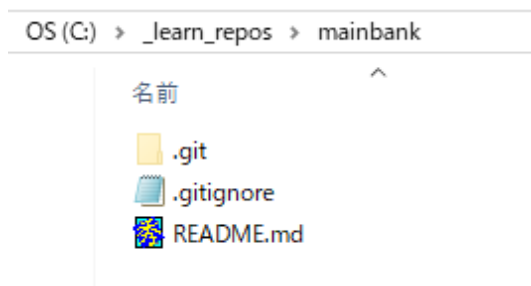 OS (C:) > _learn_repos > mainbank
名前
.git
.gitignore
README.md